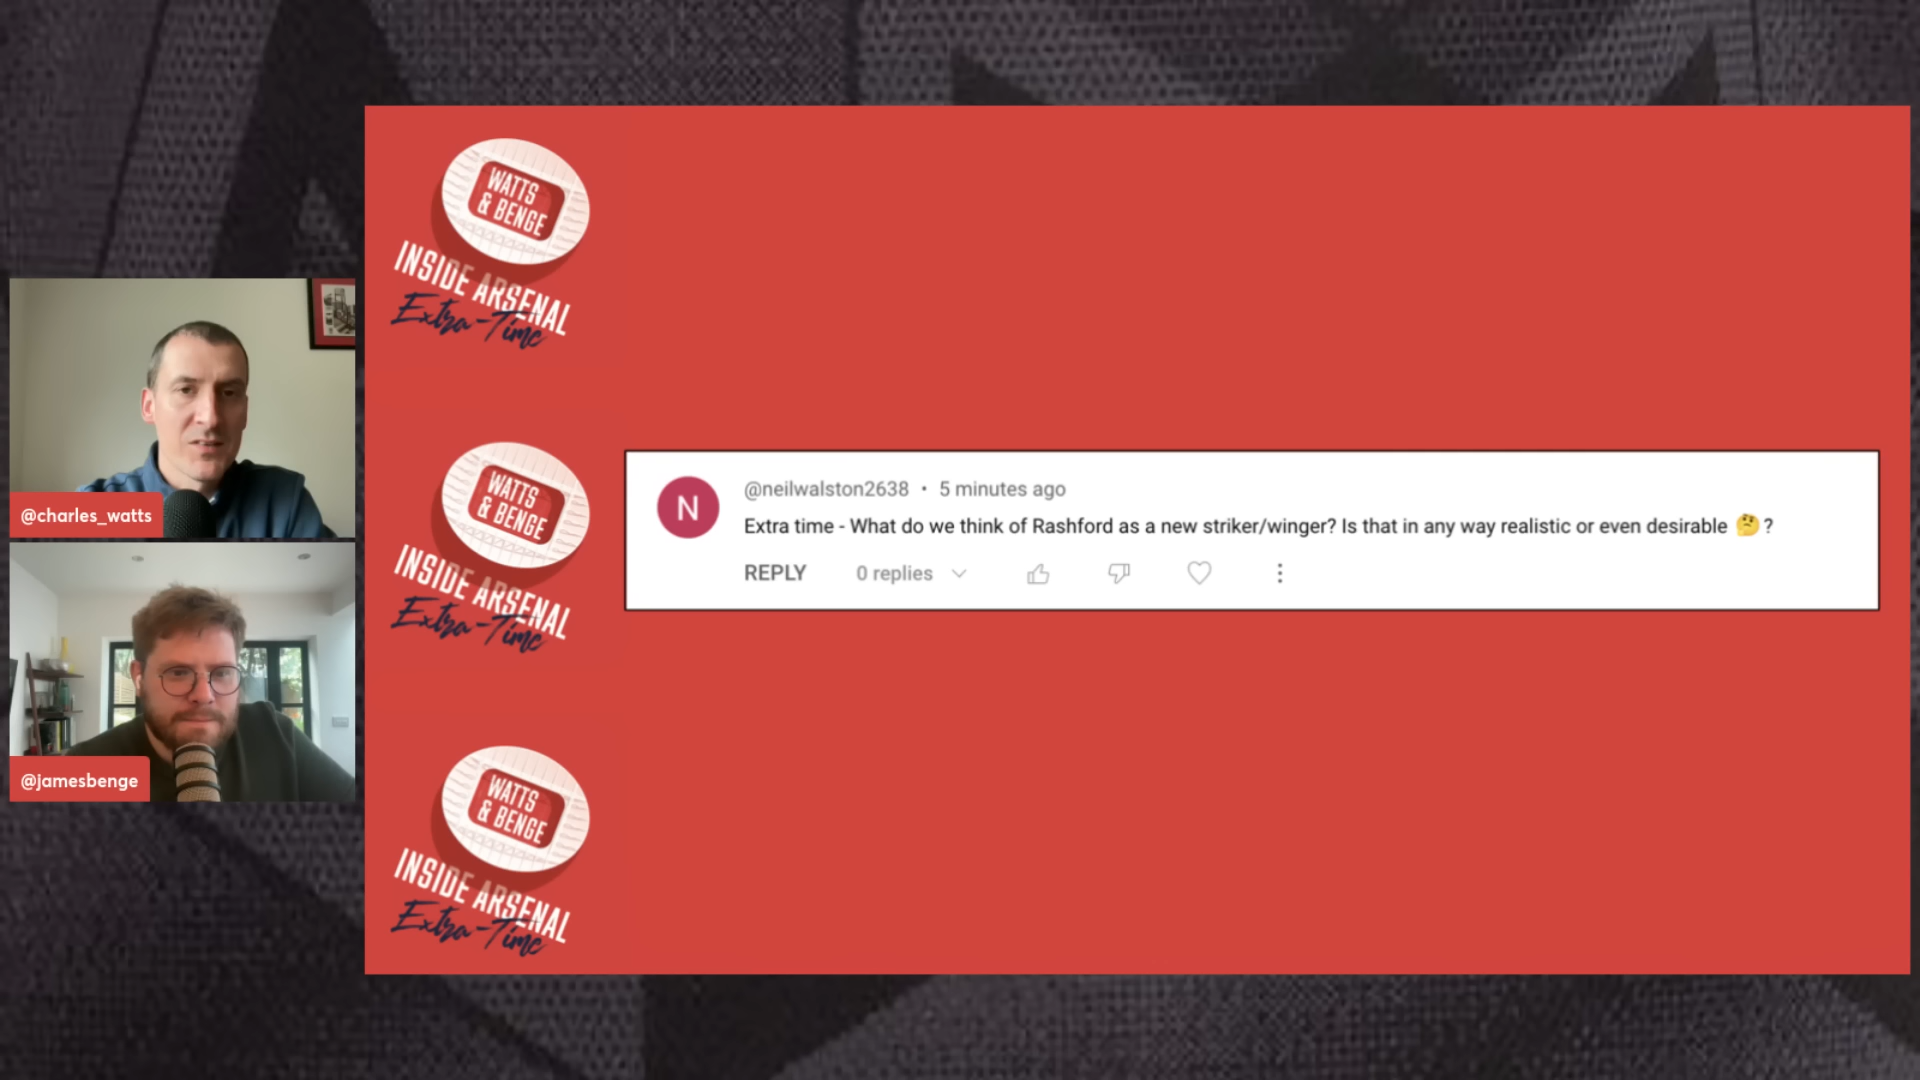 WATTS
& BENGE
INSIDE ARSENAL
Extra-Time
@charles_watts
WATTS
& BENGE
INSIDE ARSENAL
Extra-Time
N
@neilwalston2638 • 5 minutes ago
Extra time - What do we think of Rashford as a new striker/winger? Is that in any way realistic or even desirable 🤔?
REPLY 0 replies
@jamesbenge
WATTS
& BENGE
INSIDE ARSENAL
Extra-Time